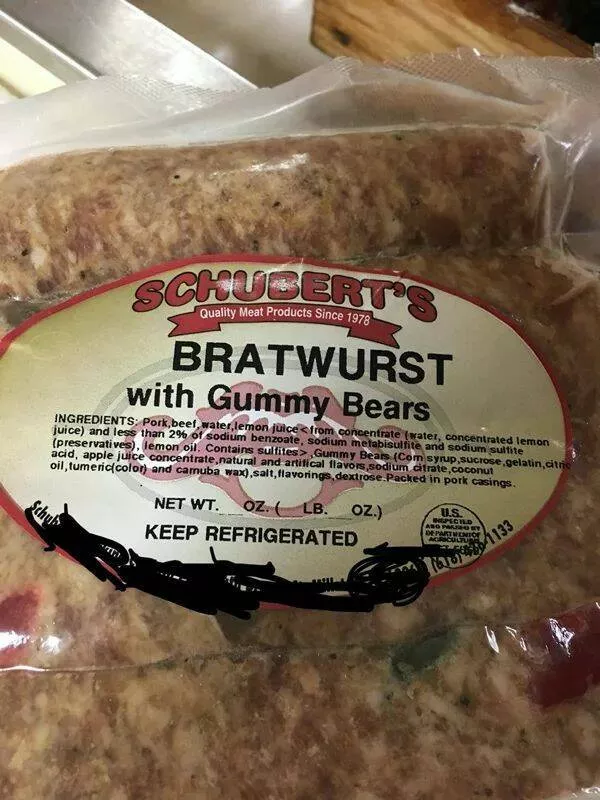 SCHUBERT'S
Quality Meat Products Since 1978
BRATWURST
with Gummy Bears
INGREDIENTS: Pork,beef,water,lemon juice<from concentrate (water, concentrated lemon
juice) and less than 2% of sodium benzoate, sodium metabisulfite and sodium sulfite
(preservatives), lemon oil. Contains sulfites> ,Gummy Bears (Corn syrup,sucrose,gelatin,citric
acid, apple juice concentrate,natural and artifical flavors,sodium citrate,coconut
oil,tumeric(color) and carnuba wax),salt,flavorings,dextrose.Packed in pork casings.
NET WT. OZ. ( LB. OZ.)
KEEP REFRIGERATED
U.S.
INSPECTED
AND PASSED BY
DEPARTMENT OF
AGRICULTURE
1133